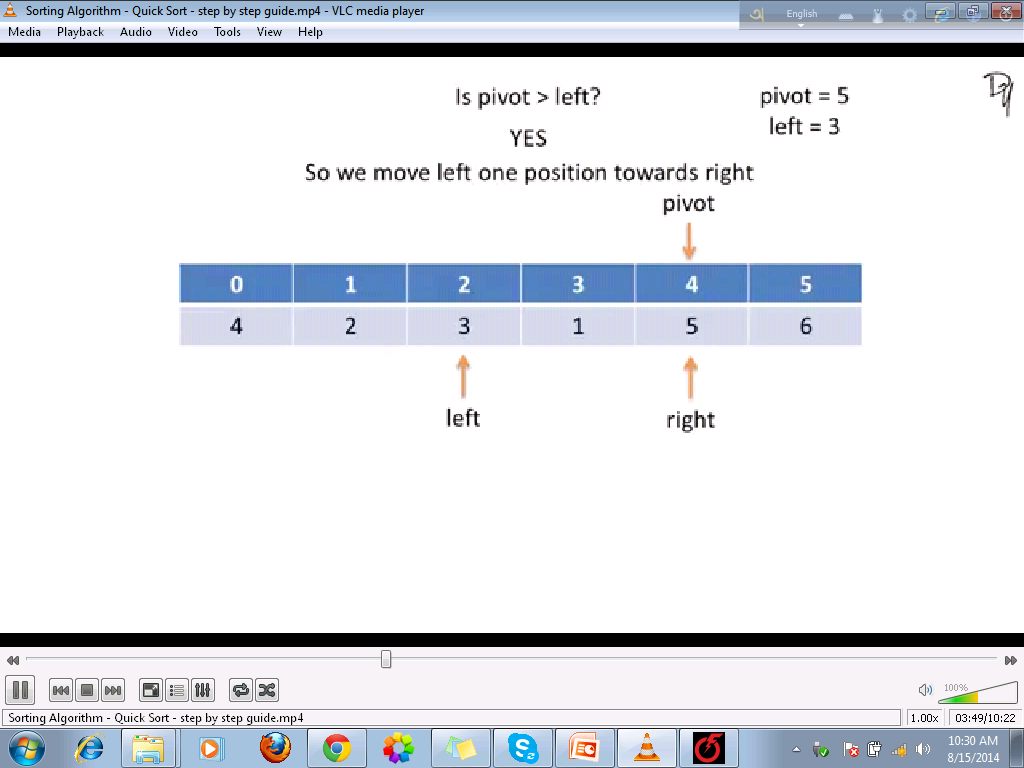 Sorting Algorithm - Quick Sort - step by step guide.mp4 - VLC media player
English
Media Playback Audio Video Tools View Help
Is pivot > left?
pivot = 5
YES
left = 3
So we move left one position towards right
pivot
0 1 2 3 4 5
4 2 3 1 5 6
left
right
100%
Sorting Algorithm - Quick Sort - step by step guide.mp4
1.00x
03:49/10:22
10:30 AM
8/15/2014